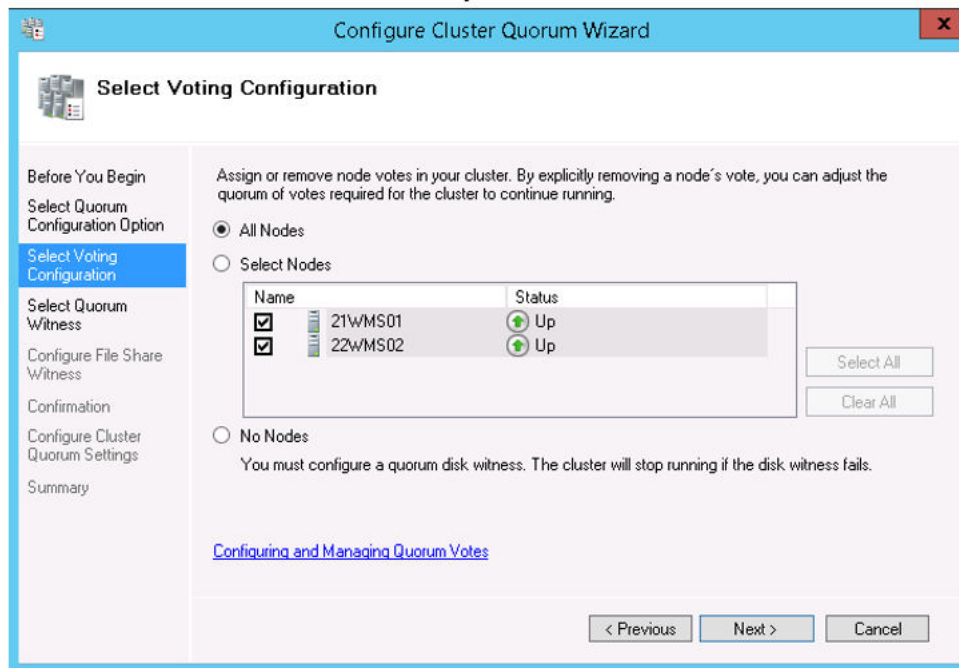 Configure Cluster Quorum Wizard
x
Select Voting Configuration
Before You Begin
Select Quorum
Configuration Option
Select Voting
Configuration
Select Quorum
Witness
Configure File Share
Witness
Confirmation
Configure Cluster
Quorum Settings
Summary
Assign or remove node votes in your cluster. By explicitly removing a node's vote, you can adjust the
quorum of votes required for the cluster to continue running.
All Nodes
Select Nodes
Name Status
21WMS01 Up
22WMS02 Up
Select All
Clear All
No Nodes
You must configure a quorum disk witness. The cluster will stop running if the disk witness fails.
Configuring and Managing Quorum Votes
< Previous Next > Cancel